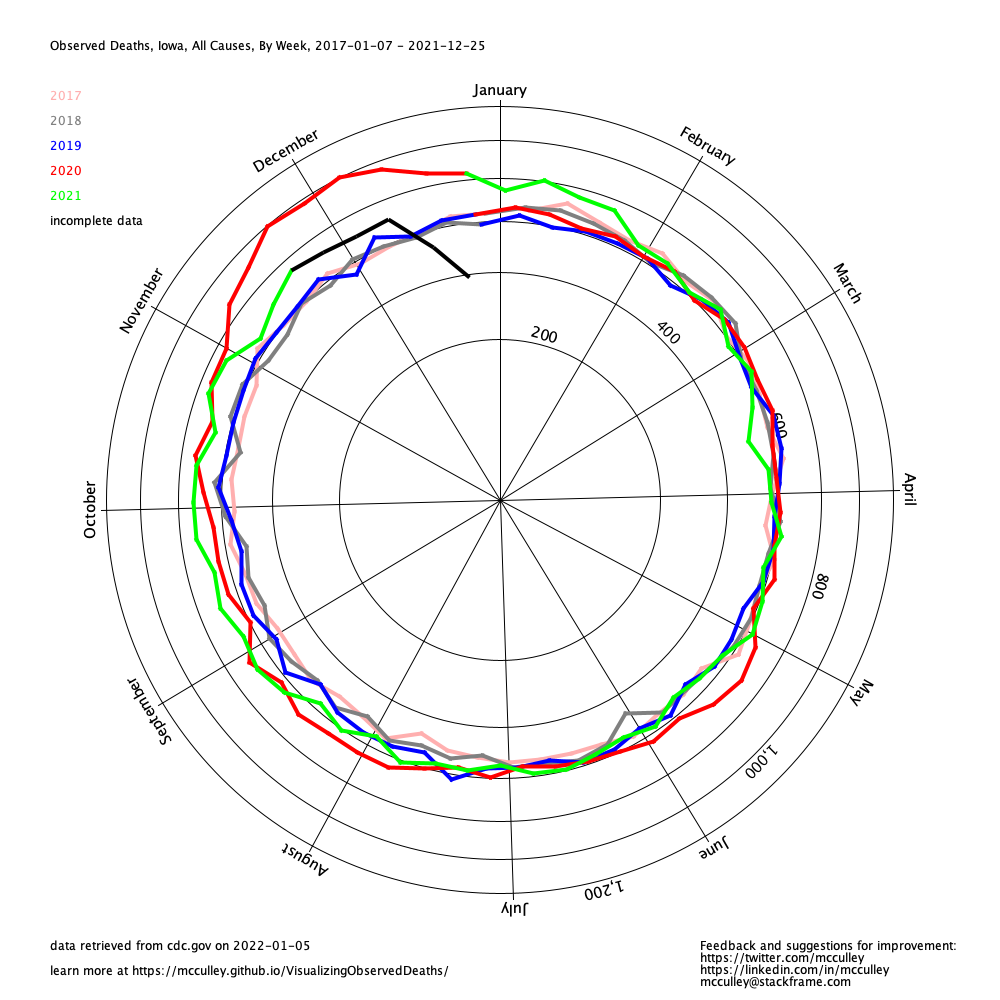 Observed Deaths, Iowa, All Causes, By Week, 2017-01-07 - 2021-12-25
January
2017
2018
2019
2020
2021
incomplete data
December
February
November
March
200
400
600
October
April
800
September
May
1,000
August
June
1,200
July
data retrieved from cdc.gov on 2022-01-05
learn more at https://mcculley.github.io/VisualizingObservedDeaths/
Feedback and suggestions for improvement:
https://twitter.com/mcculley
https://linkedin.com/in/mcculley
mcculley@stackframe.com